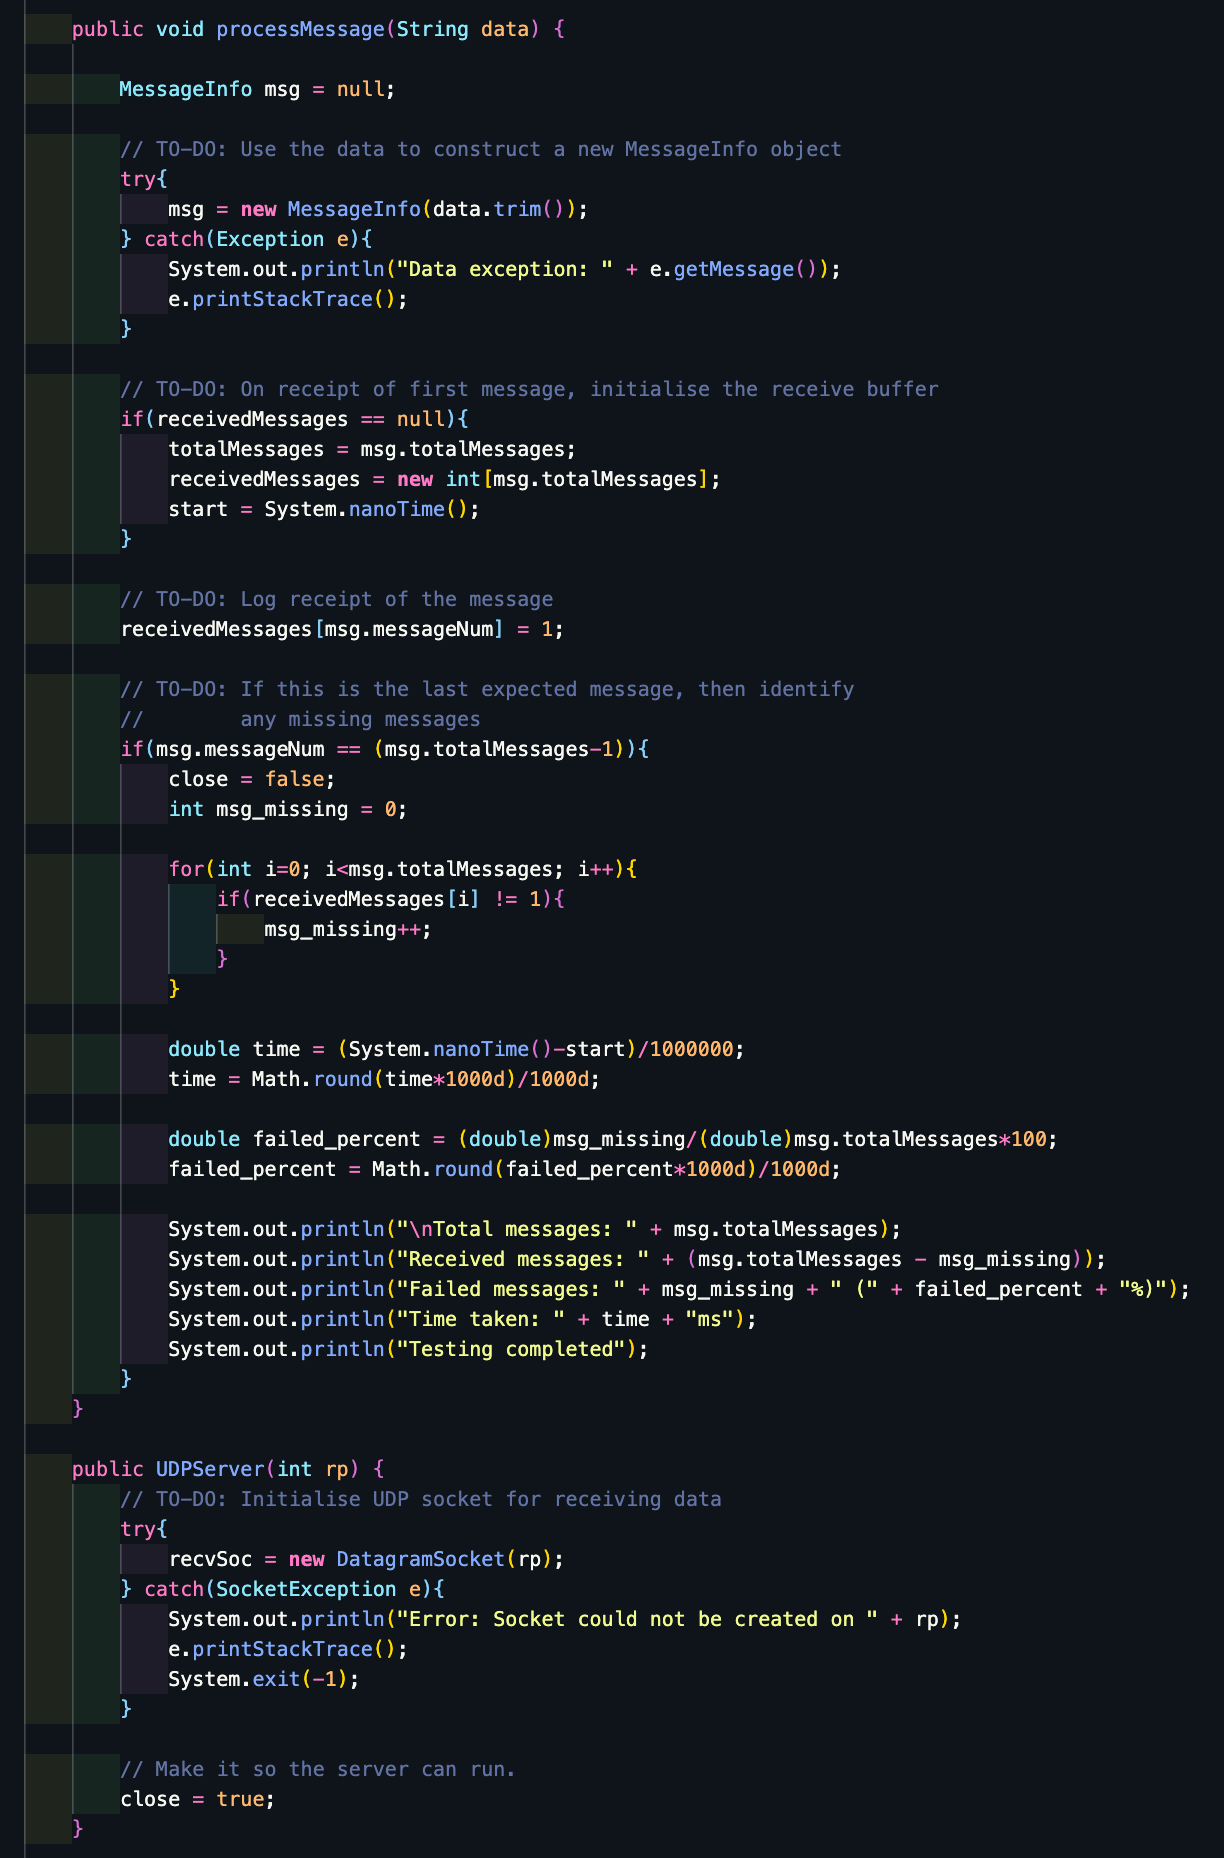 public void processMessage(String data) {
MessageInfo msg = null;
// TO-DO: Use the data to construct a new MessageInfo object
try{
msg = new MessageInfo(data.trim());
} catch(Exception e){
System.out.println("Data exception: " + e.getMessage());
e.printStackTrace();
}
// TO-DO: On receipt of first message, initialise the receive buffer
if(receivedMessages == null){
totalMessages = msg.totalMessages;
receivedMessages = new int[msg.totalMessages];
start = System.nanoTime();
}
// TO-DO: Log receipt of the message
receivedMessages[msg.messageNum] = 1;
// TO-DO: If this is the last expected message, then identify
//        any missing messages
if(msg.messageNum == (msg.totalMessages-1)){
close = false;
int msg_missing = 0;
for(int i=0; i<msg.totalMessages; i++){
if(receivedMessages[i] != 1){
msg_missing++;
}
}
double time = (System.nanoTime()-start)/1000000;
time = Math.round(time*1000d)/1000d;
double failed_percent = (double)msg_missing/(double)msg.totalMessages*100;
failed_percent = Math.round(failed_percent*1000d)/1000d;
System.out.println("\nTotal messages: " + msg.totalMessages);
System.out.println("Received messages: " + (msg.totalMessages - msg_missing));
System.out.println("Failed messages: " + msg_missing + " (" + failed_percent + "%)");
System.out.println("Time taken: " + time + "ms");
System.out.println("Testing completed");
}
}
public UDPServer(int rp) {
// TO-DO: Initialise UDP socket for receiving data
try{
recvSoc = new DatagramSocket(rp);
} catch(SocketException e){
System.out.println("Error: Socket could not be created on " + rp);
e.printStackTrace();
System.exit(-1);
}
// Make it so the server can run.
close = true;
}